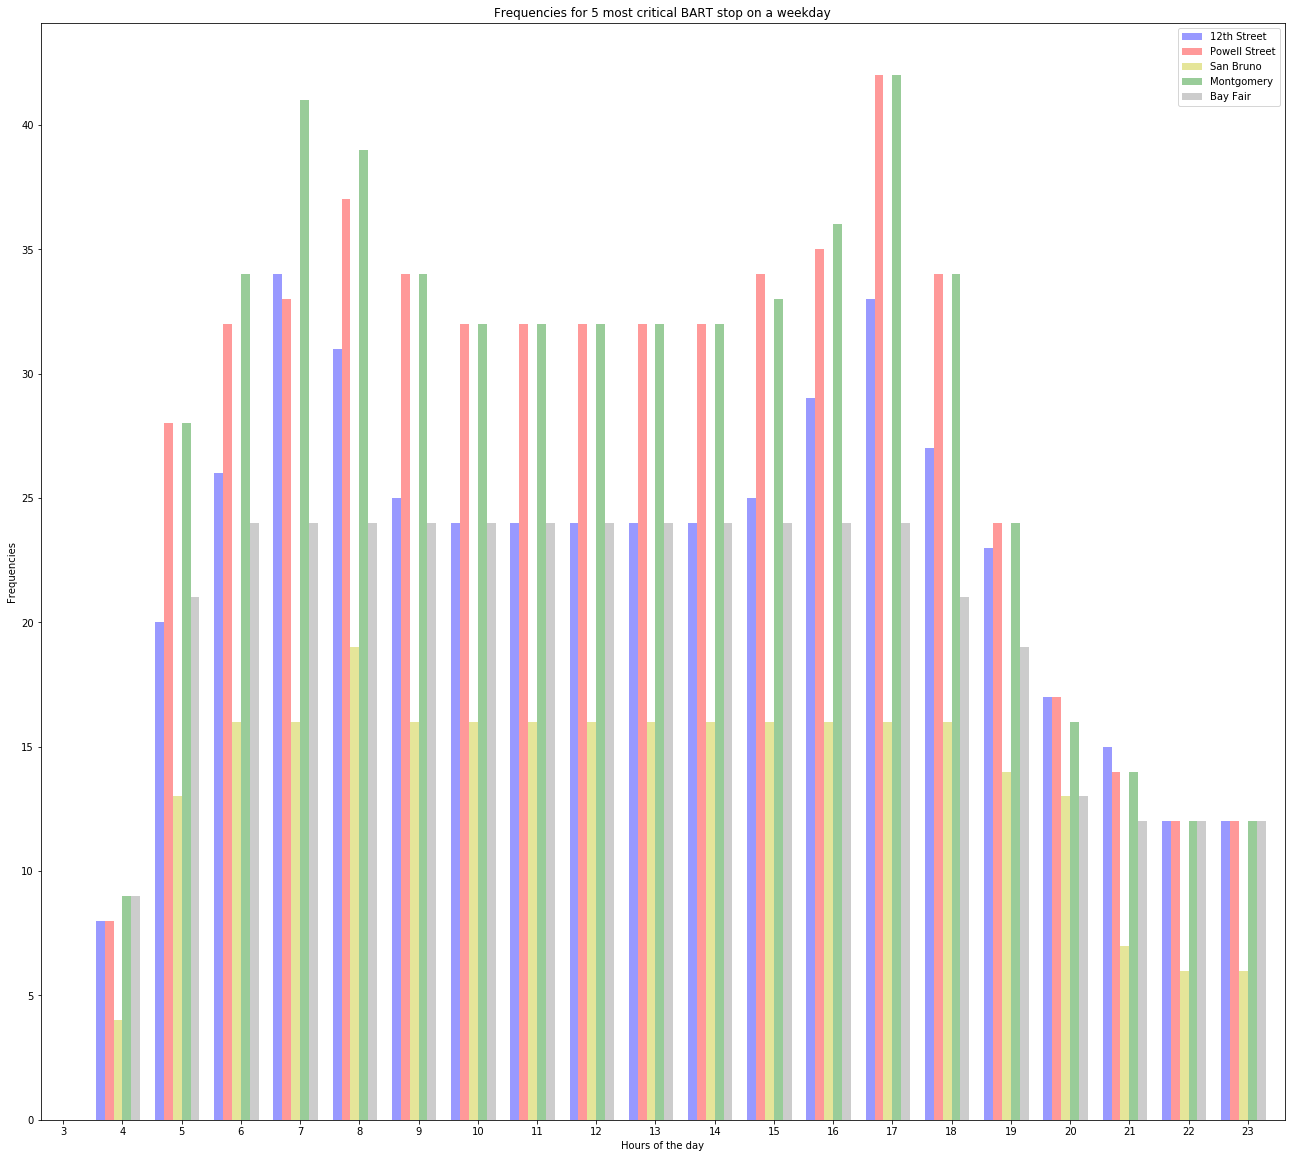 Frequencies for 5 most critical BART stop on a weekday
12th Street
Powell Street
San Bruno
Montgomery
Bay Fair
40
35
30
25
20
15
10
5
0
Frequencies
3 4 5 6 7 8 9 10 11 12 13 14 15 16 17 18 19 20 21 22 23
Hours of the day